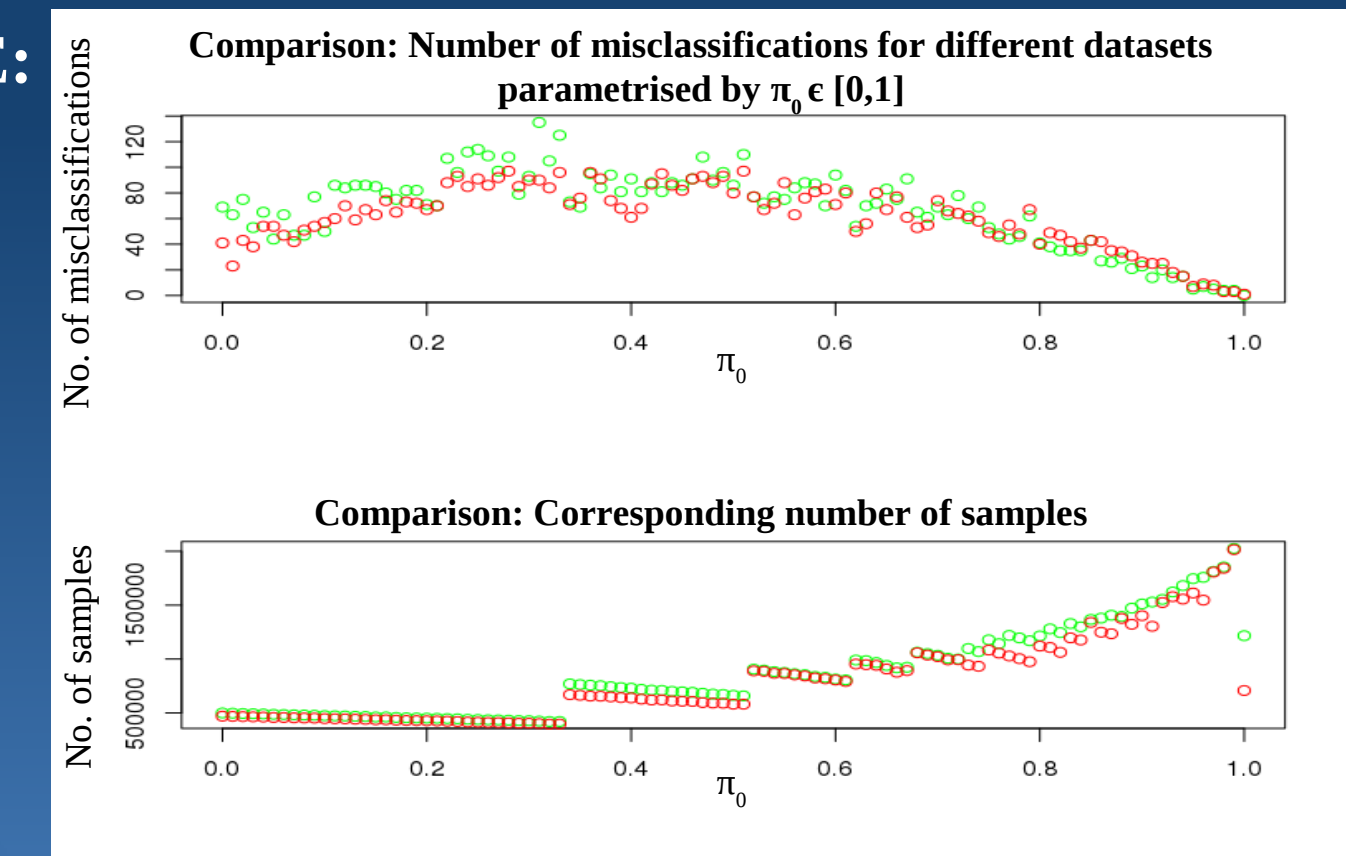 Comparison: Number of misclassifications for different datasets
parametrised by π₀ ϵ [0,1]
No. of misclassifications
120
80
40
0
0.0 0.2 0.4 0.6 0.8 1.0
π₀
Comparison: Corresponding number of samples
No. of samples
1500000
500000
0.0 0.2 0.4 0.6 0.8 1.0
π₀